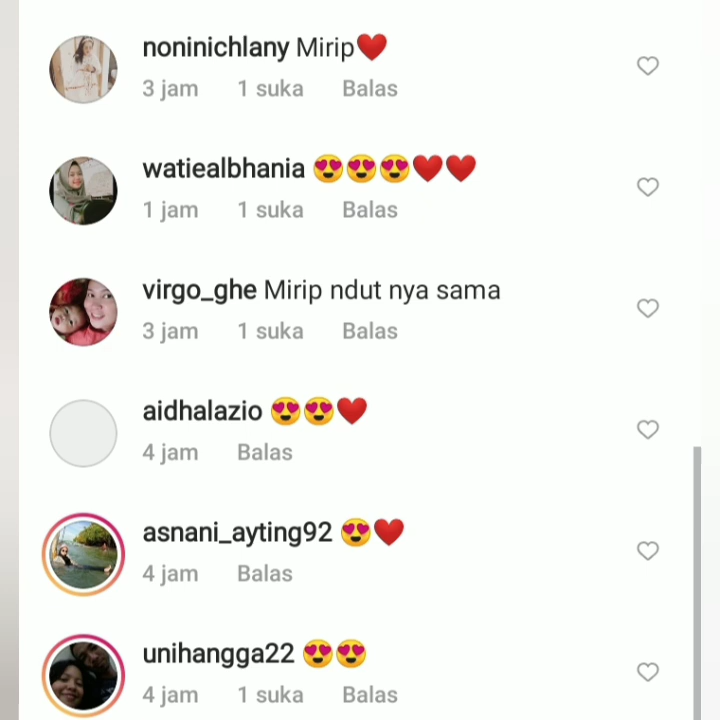 noninichlany Mirip❤️
3 jam 1 suka Balas
watiealbhania 😍😍😍❤️❤️
1 jam 1 suka Balas
virgo_ghe Mirip ndut nya sama
3 jam 1 suka Balas
aidhalazio 😍😍❤️
4 jam Balas
asnani_ayting92 😍❤️
4 jam Balas
unihangga22 😍😍
4 jam 1 suka Balas